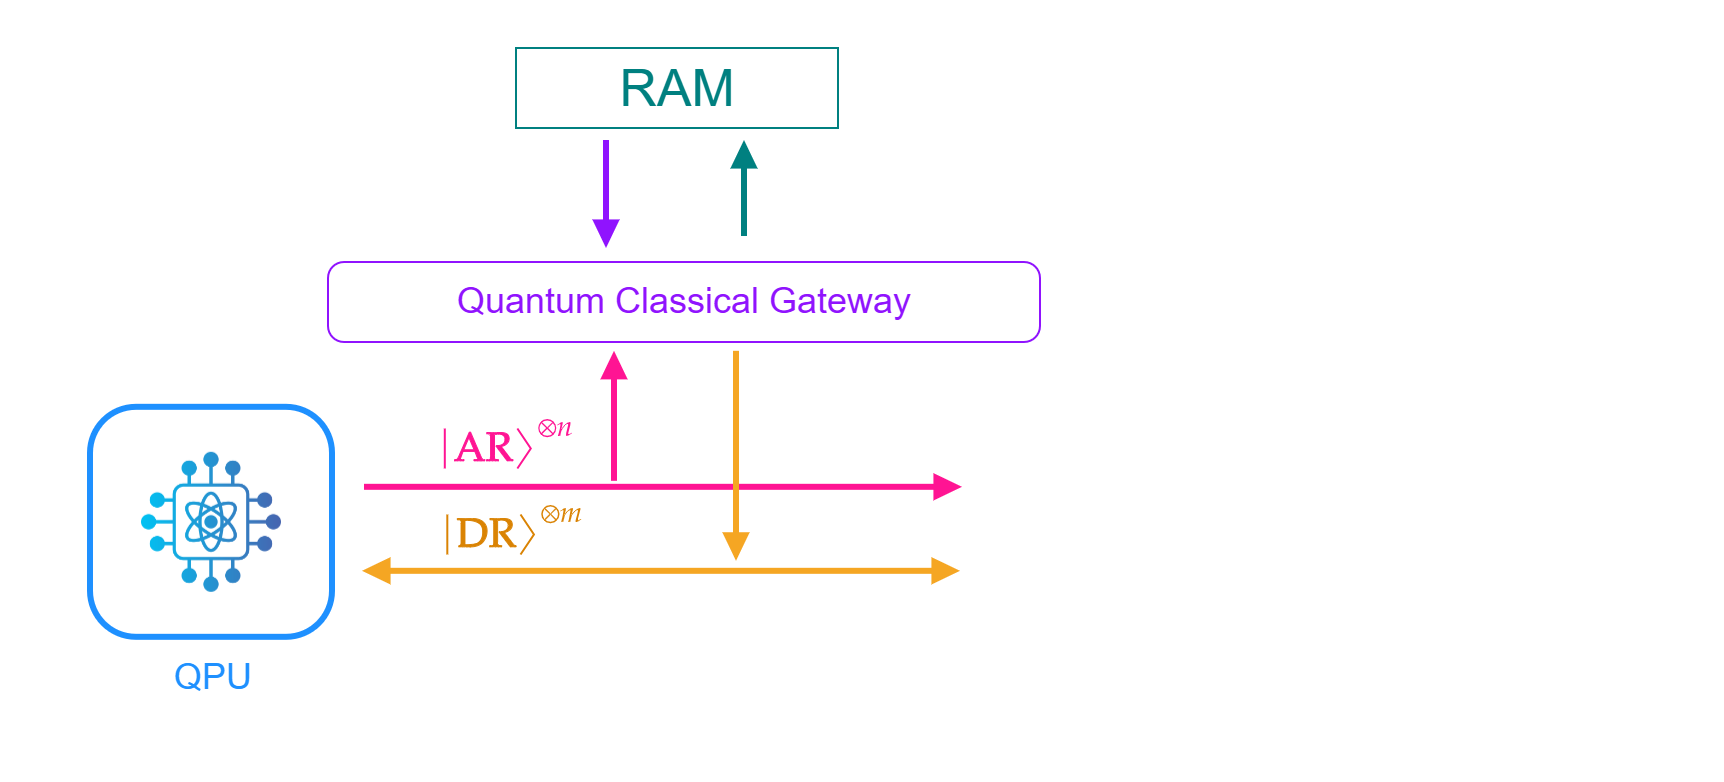 RAM
Quantum Classical Gateway
|AR⟩⊗n
|DR⟩⊗m
QPU